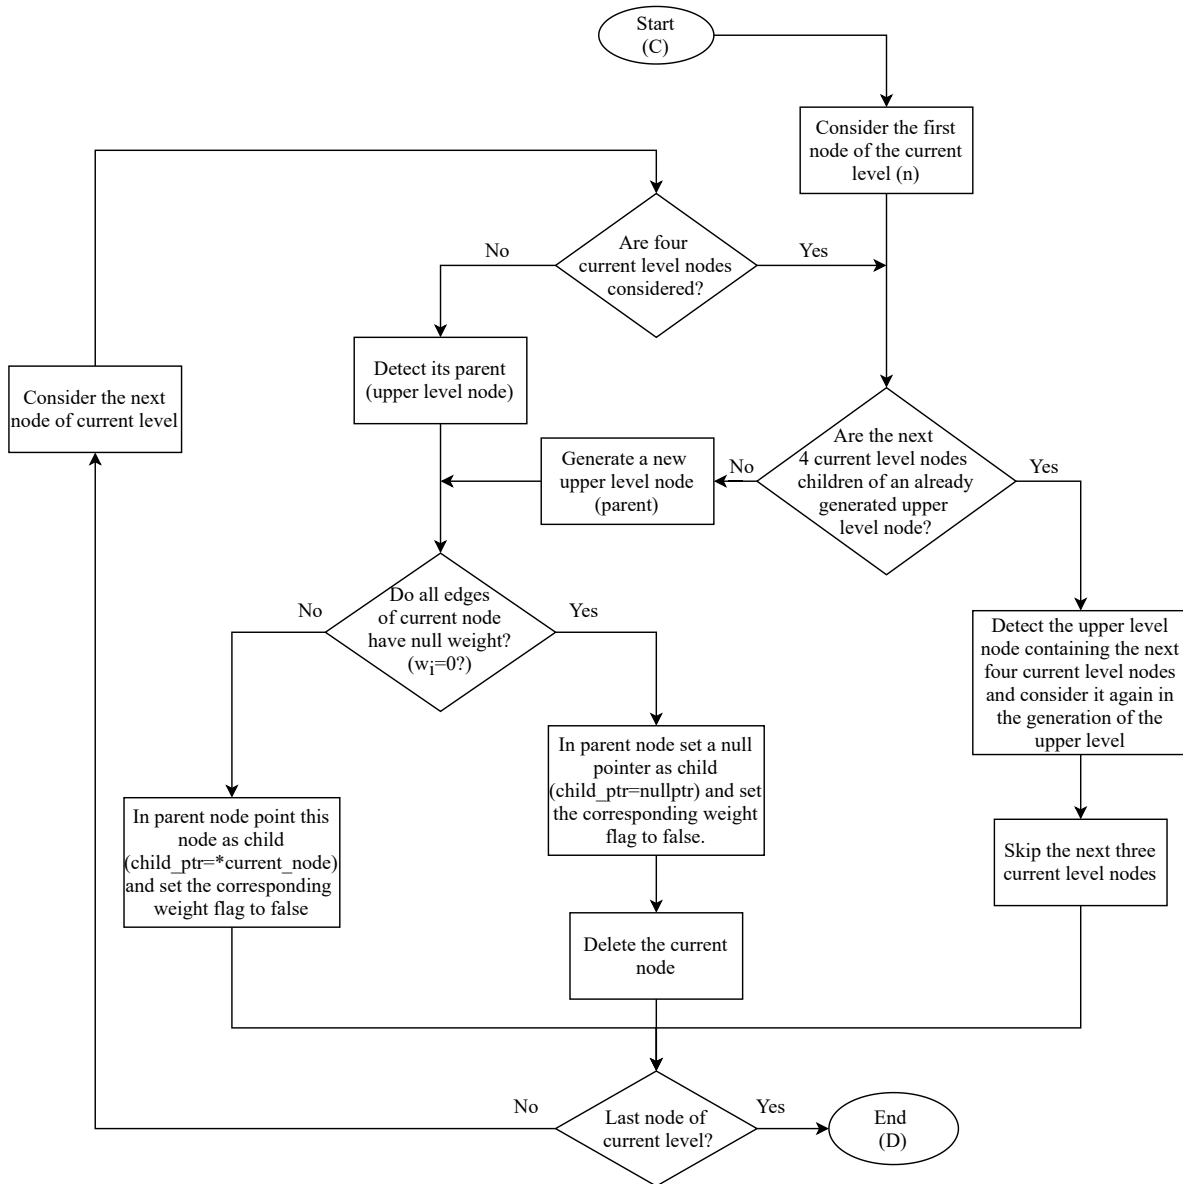 Start
(C)
Consider the first
node of the current
level (n)
Are four
current level nodes
considered?
No
Yes
Detect its parent
(upper level node)
Consider the next
node of current level
Generate a new
upper level node
(parent)
No
Are the next
4 current level nodes
children of an already
generated upper
level node?
Yes
Do all edges
of current node
have null weight?
(wi=0?)
No
Yes
Detect the upper level
node containing the next
four current level nodes
and consider it again in
the generation of the
upper level
In parent node set a null
pointer as child
(child_ptr=nullptr) and set
the corresponding weight
flag to false.
In parent node point this
node as child
(child_ptr=*current_node)
and set the corresponding
weight flag to false
Skip the next three
current level nodes
Delete the current
node
Last node of
current level?
No
Yes
End
(D)